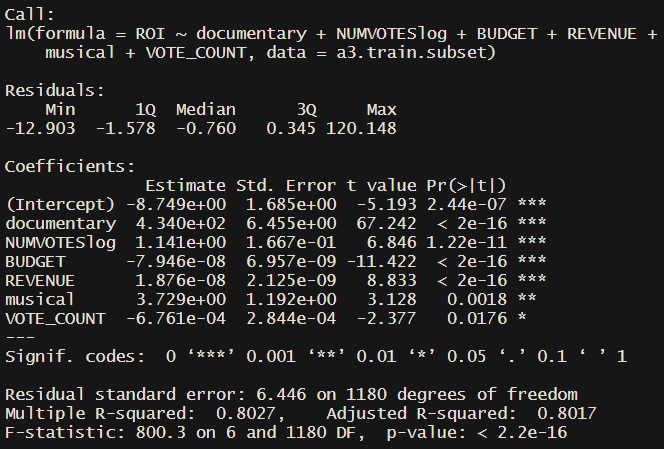 Call:
lm(formula = ROI ~ documentary + NUMVOTESlog + BUDGET + REVENUE +
    musical + VOTE_COUNT, data = a3.train.subset)

Residuals:
    Min      1Q  Median      3Q     Max
-12.903  -1.578  -0.760   0.345 120.148

Coefficients:
              Estimate Std. Error t value Pr(>|t|)
(Intercept) -8.749e+00  1.685e+00  -5.193 2.44e-07 ***
documentary  4.340e+02  6.455e+00  67.242  < 2e-16 ***
NUMVOTESlog  1.141e+00  1.667e-01   6.846 1.22e-11 ***
BUDGET      -7.946e-08  6.957e-09 -11.422  < 2e-16 ***
REVENUE      1.876e-08  2.125e-09   8.833  < 2e-16 ***
musical      3.729e+00  1.192e+00   3.128   0.0018 **
VOTE_COUNT  -6.761e-04  2.844e-04  -2.377   0.0176 *
---
Signif. codes:  0 ‘***’ 0.001 ‘**’ 0.01 ‘*’ 0.05 ‘.’ 0.1 ‘ ’ 1

Residual standard error: 6.446 on 1180 degrees of freedom
Multiple R-squared:  0.8027,    Adjusted R-squared:  0.8017
F-statistic: 800.3 on 6 and 1180 DF,  p-value: < 2.2e-16